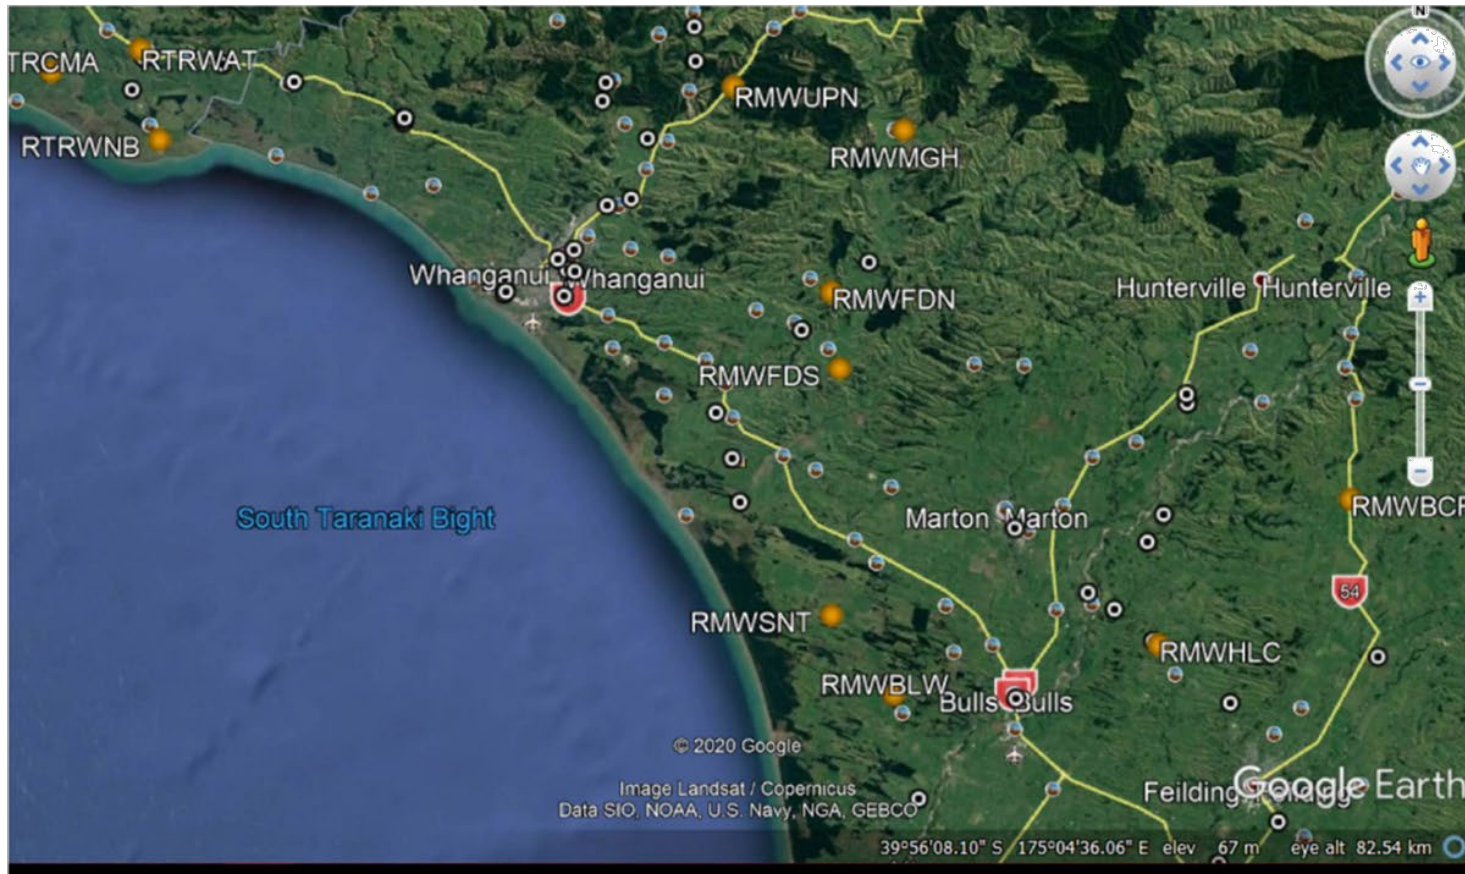 N
TRCMA
RTRWAT
RMWUPN
RTRWNB
RMWMGH
Whanganui Whanganui
RMWFDN
Hunterville Hunterville
RMWFDS
RMWBCF
South Taranaki Bight
Marton Marton
54
RMWSNT
RMWHLC
RMWBLW
Bulls Bulls
© 2020 Google
Image Landsat / Copernicus
Data SIO, NOAA, U.S. Navy, NGA, GEBCO
Feilding
Google Earth
39°56'08.10" S 175°04'36.06" E elev 67 m eye alt 82.54 km